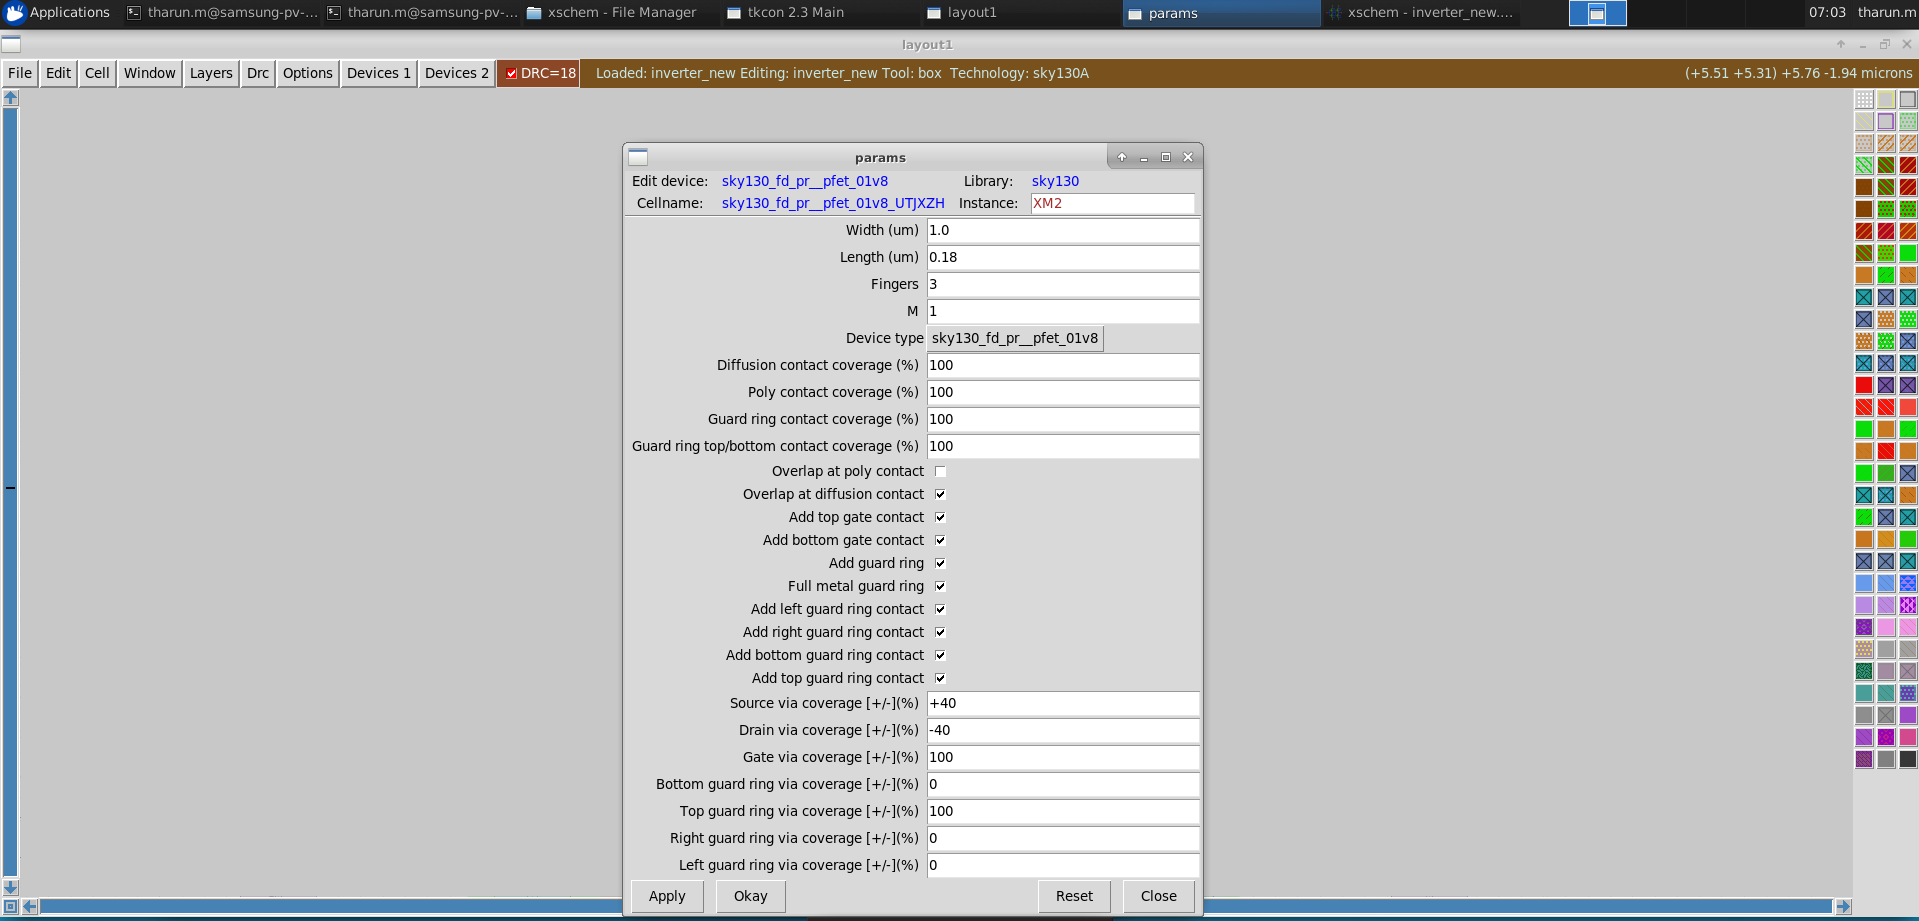 Applications tharun.m@samsung-pv-... tharun.m@samsung-pv-... xschem - File Manager tkcon 2.3 Main layout1 params xschem - inverter_new.... 07:03 tharun.m
layout1
File Edit Cell Window Layers Drc Options Devices 1 Devices 2 DRC=18 Loaded: inverter_new Editing: inverter_new Tool: box Technology: sky130A (+5.51 +5.31) +5.76 -1.94 microns
params
Edit device: sky130_fd_pr__pfet_01v8 Library: sky130
Cellname: sky130_fd_pr__pfet_01v8_UTJXZH Instance: XM2
Width (um) 1.0
Length (um) 0.18
Fingers 3
M 1
Device type sky130_fd_pr__pfet_01v8
Diffusion contact coverage (%) 100
Poly contact coverage (%) 100
Guard ring contact coverage (%) 100
Guard ring top/bottom contact coverage (%) 100
Overlap at poly contact
Overlap at diffusion contact
Add top gate contact
Add bottom gate contact
Add guard ring
Full metal guard ring
Add left guard ring contact
Add right guard ring contact
Add bottom guard ring contact
Add top guard ring contact
Source via coverage [+/-](%) +40
Drain via coverage [+/-](%) -40
Gate via coverage [+/-](%) 100
Bottom guard ring via coverage [+/-](%) 0
Top guard ring via coverage [+/-](%) 100
Right guard ring via coverage [+/-](%) 0
Left guard ring via coverage [+/-](%) 0
Apply Okay Reset Close